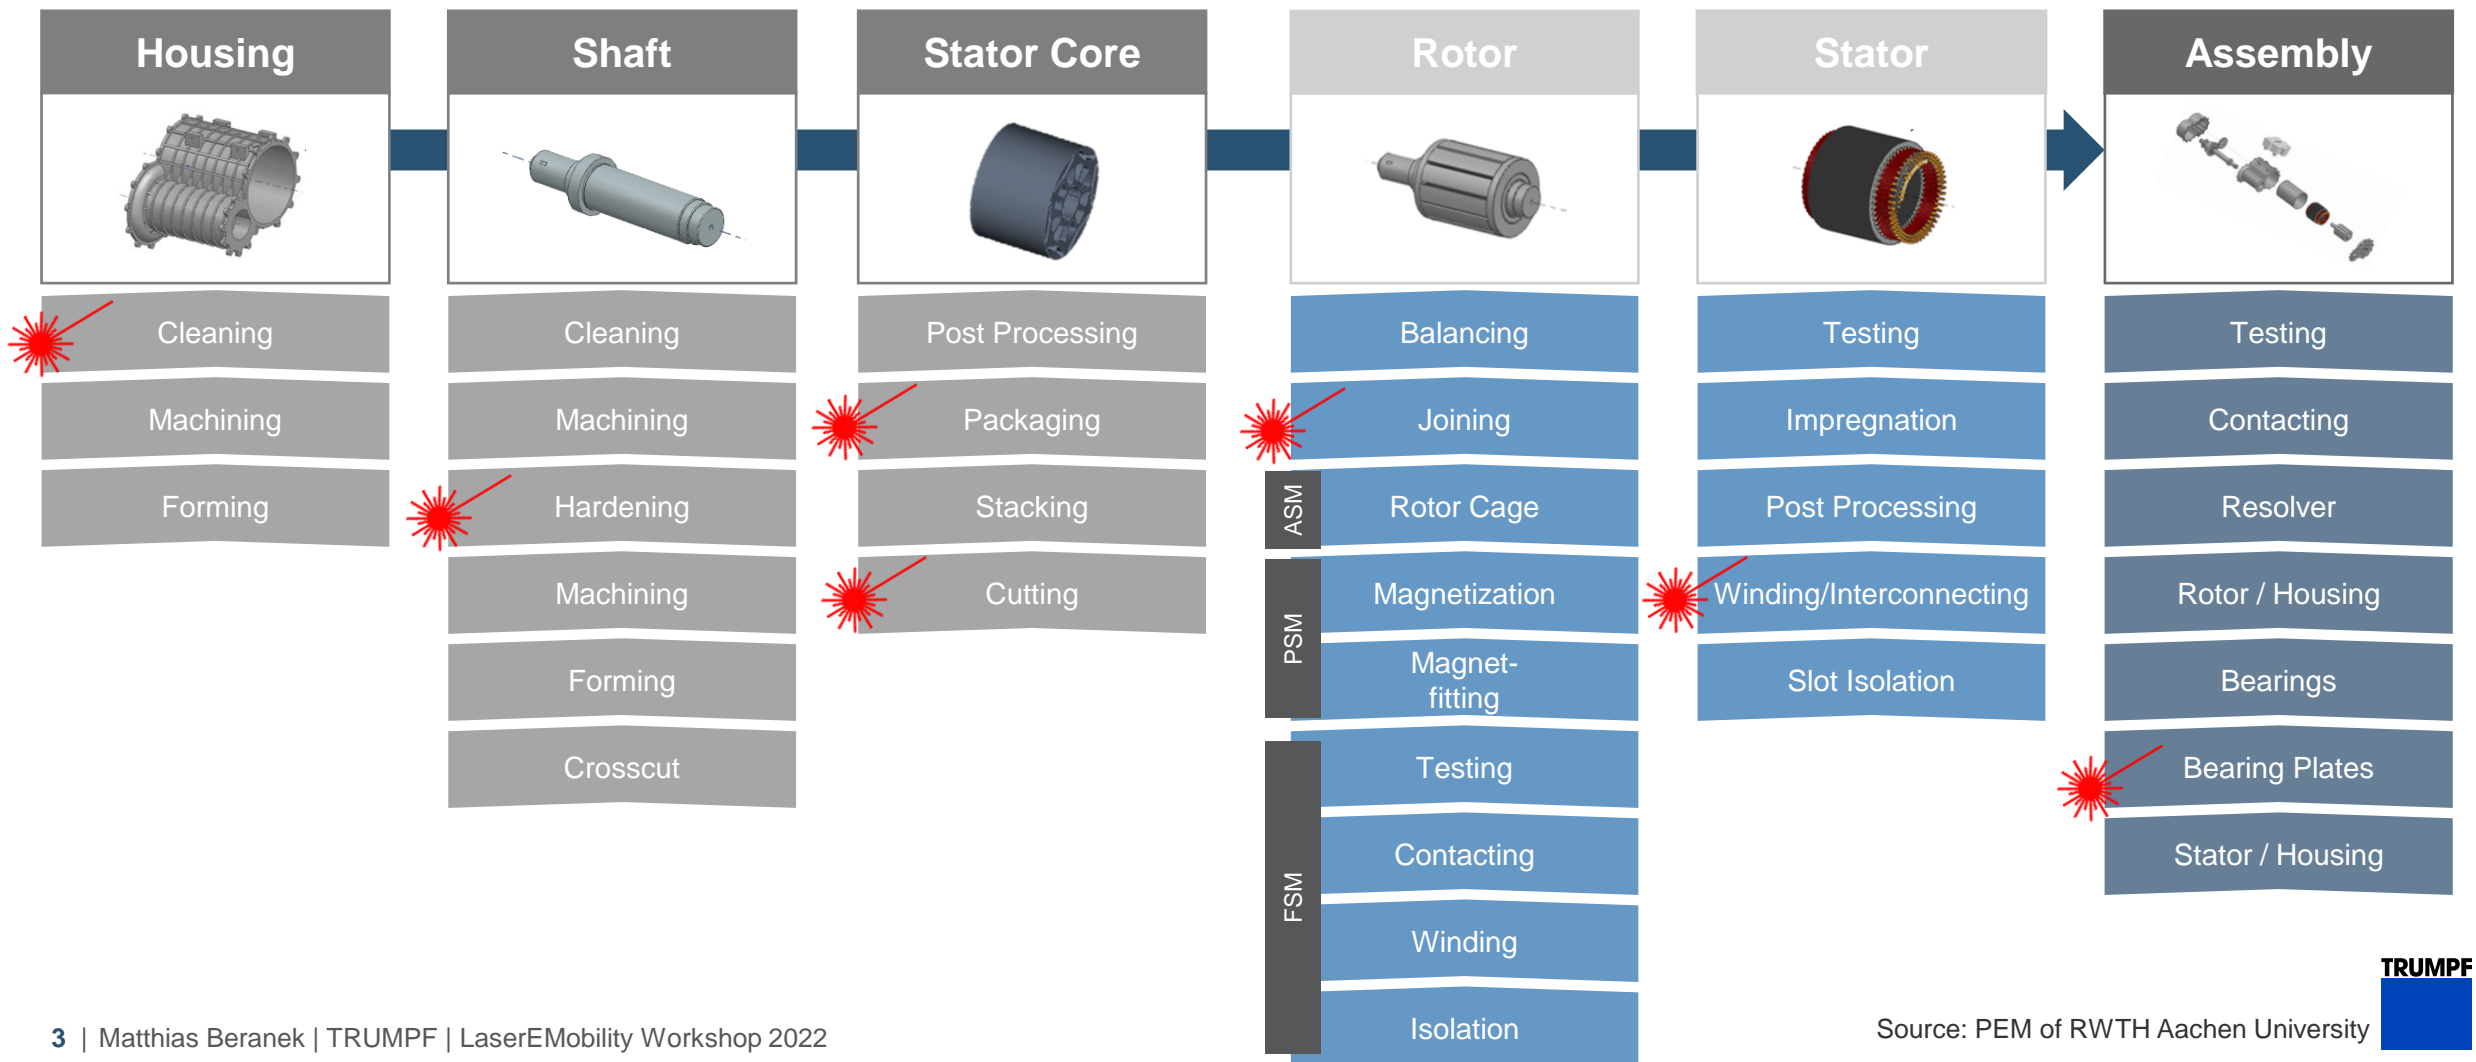 Housing
Cleaning
Machining
Forming
Shaft
Cleaning
Machining
Hardening
Machining
Forming
Crosscut
Stator Core
Post Processing
Packaging
Stacking
Cutting
Rotor
Balancing
Joining
ASM
Rotor Cage
PSM
Magnetization
Magnet-
fitting
FSM
Testing
Contacting
Winding
Isolation
Stator
Testing
Impregnation
Post Processing
Winding/Interconnecting
Slot Isolation
Assembly
Testing
Contacting
Resolver
Rotor / Housing
Bearings
Bearing Plates
Stator / Housing
3 | Matthias Beranek | TRUMPF | LaserEMobility Workshop 2022
Source: PEM of RWTH Aachen University
TRUMPF